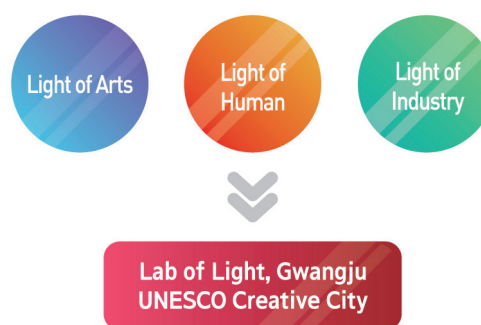 Light of Arts
Light of
Human
Light of
Industry
Lab of Light, Gwangju
UNESCO Creative City